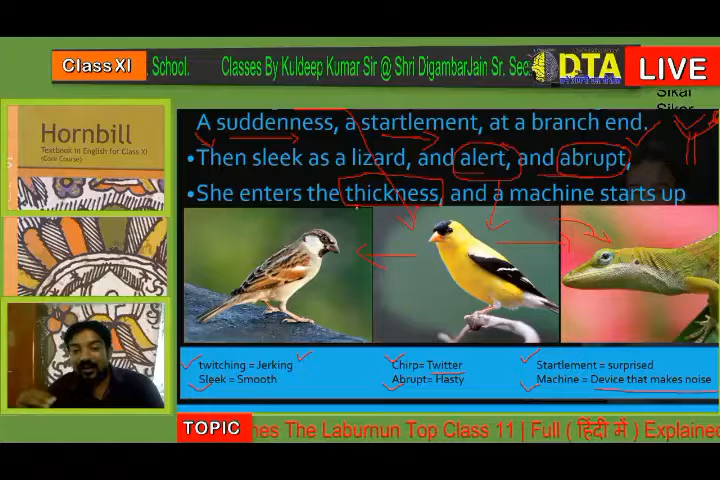 Class XI
. School. Classes By Kuldeep Kumar Sir @ Shri DigambarJain Sr. Sec.
DTA
LIVE
Sikar
Hornbill
Textbook in English for Class XI
(Core Course)
A suddenness, a startlement, at a branch end.
•Then sleek as a lizard, and alert, and abrupt,
•She enters the thickness, and a machine starts up
twitching = Jerking
Chirp= Twitter
Startlement = surprised
Sleek = Smooth
Abrupt= Hasty
Machine = Device that makes noise
TOPIC
nes The Laburnun Top Class 11 | Full ( हिंदी में ) Explained